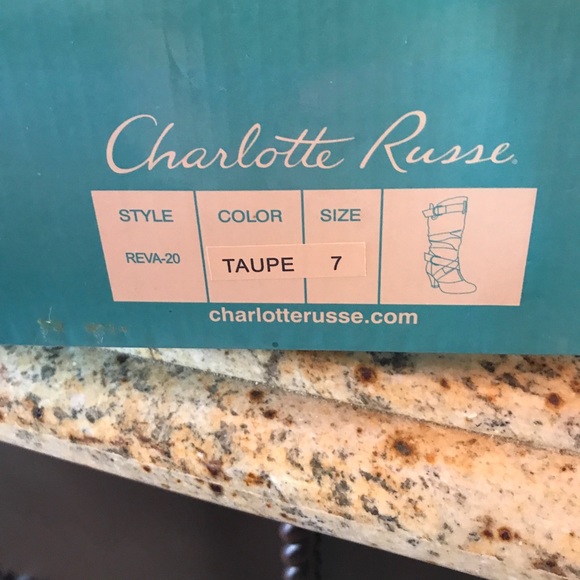 Charlotte Russe
STYLE COLOR SIZE
REVA-20 TAUPE 7
charlotterusse.com